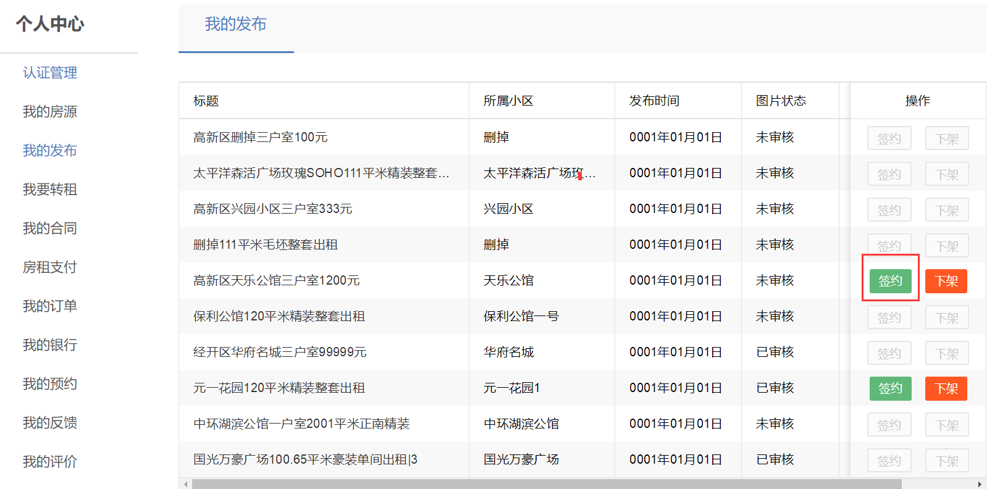 个人中心
认证管理
我的房源
我的发布
我要转租
我的合同
房租支付
我的订单
我的银行
我的预约
我的反馈
我的评价
我的发布
标题 所属小区 发布时间 图片状态 操作
高新区删掉三户室100元 删掉 0001年01月01日 未审核 签约 下架
太平洋森活广场玫瑰SOHO111平米精装整套... 太平洋森活广场玫... 0001年01月01日 未审核 签约 下架
高新区兴园小区三户室333元 兴园小区 0001年01月01日 未审核 签约 下架
删掉111平米毛坯整套出租 删掉 0001年01月01日 未审核 签约 下架
高新区天乐公馆三户室1200元 天乐公馆 0001年01月01日 未审核 签约 下架
保利公馆120平米精装整套出租 保利公馆一号 0001年01月01日 未审核 签约 下架
经开区华府名城三户室99999元 华府名城 0001年01月01日 已审核 签约 下架
元一花园120平米精装整套出租 元一花园1 0001年01月01日 已审核 签约 下架
中环湖滨公馆一户室2001平米正南精装 中环湖滨公馆 0001年01月01日 未审核 签约 下架
国光万豪广场100.65平米豪装单间出租|3 国光万豪广场 0001年01月01日 已审核 签约 下架